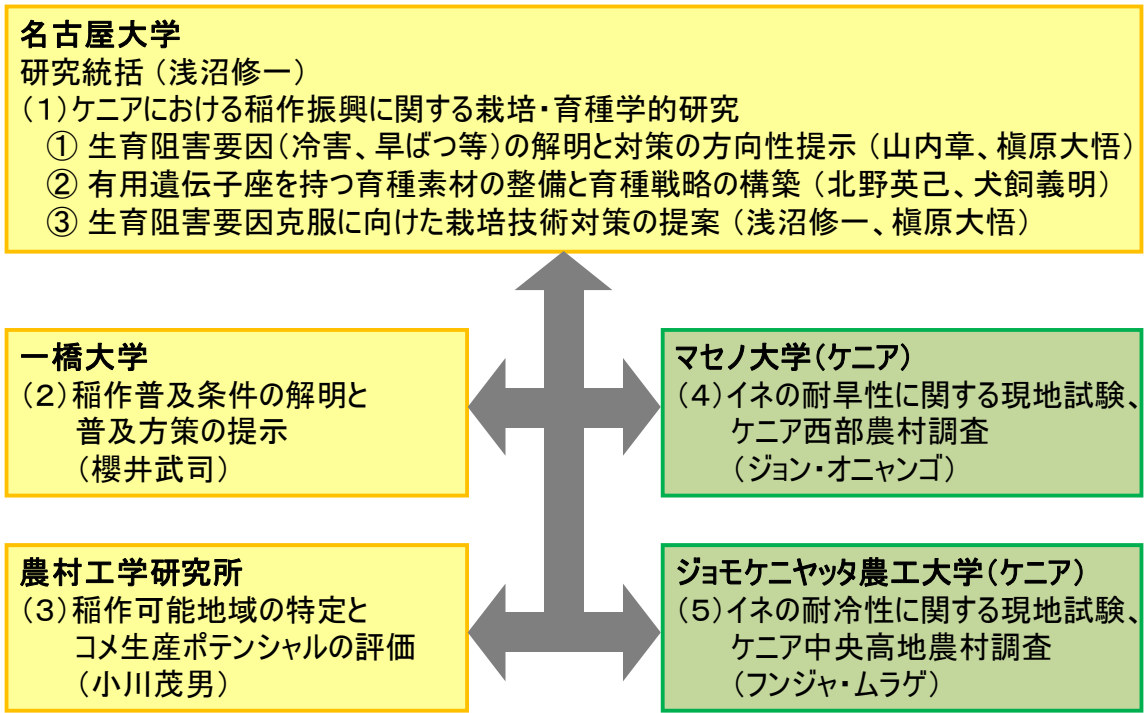 名古屋大学
研究統括（浅沼修一）
（1）ケニアにおける稲作振興に関する栽培・育種学的研究
① 生育阻害要因（冷害、旱ばつ等）の解明と対策の方向性提示（山内章、槇原大悟）
② 有用遺伝子座を持つ育種素材の整備と育種戦略の構築（北野英己、犬飼義明）
③ 生育阻害要因克服に向けた栽培技術対策の提案（浅沼修一、槇原大悟）
一橋大学
（2）稲作普及条件の解明と
普及方策の提示
（櫻井武司）
マセノ大学（ケニア）
（4）イネの耐旱性に関する現地試験、
ケニア西部農村調査
（ジョン・オニャンゴ）
農村工学研究所
（3）稲作可能地域の特定と
コメ生産ポテンシャルの評価
（小川茂男）
ジョモケニヤッタ農工大学（ケニア）
（5）イネの耐冷性に関する現地試験、
ケニア中央高地農村調査
（フンジャ・ムラゲ）